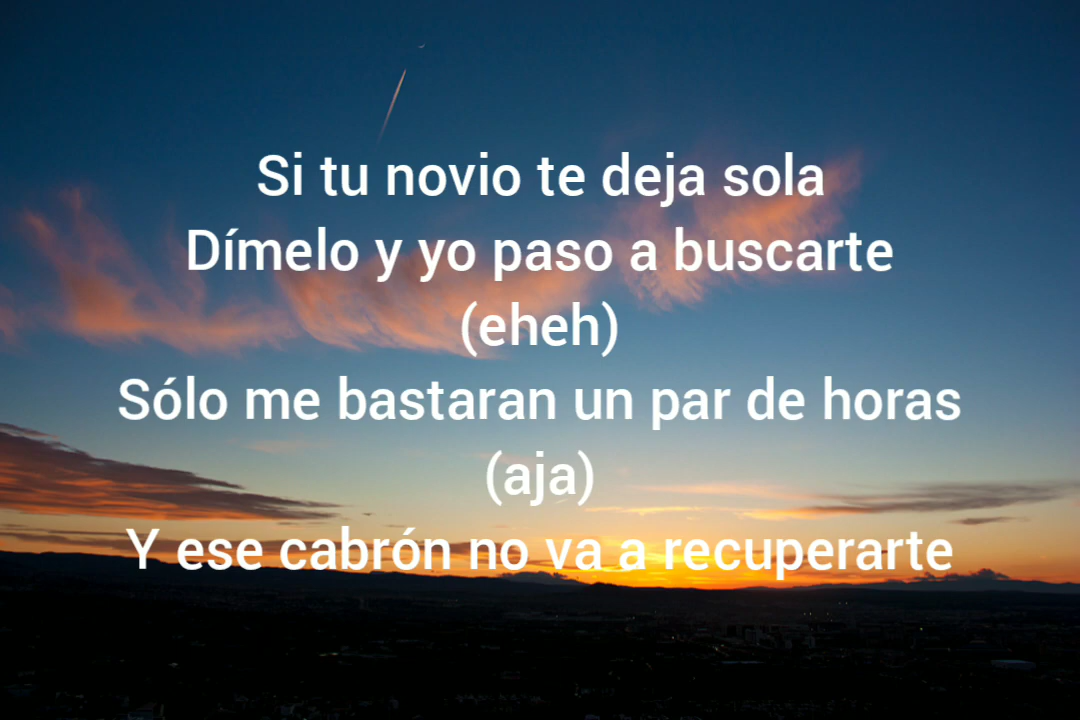 Si tu novio te deja sola
Dímelo y yo paso a buscarte
(eheh)
Sólo me bastaran un par de horas
(aja)
Y ese cabrón no va a recuperarte